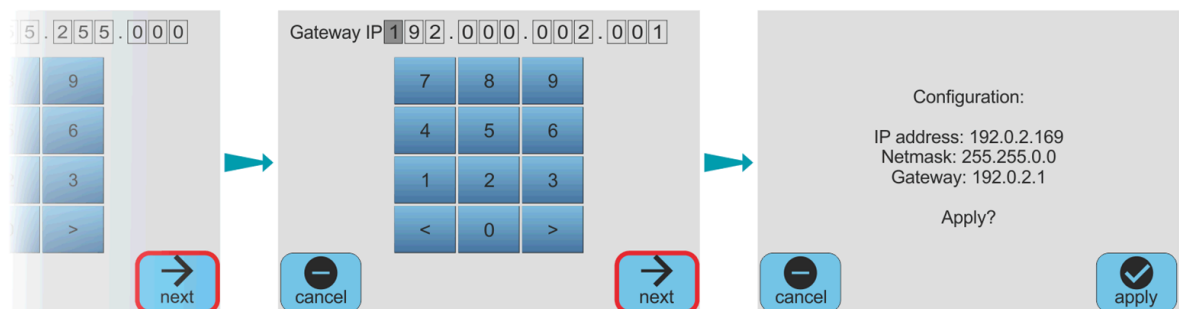 5.255.000
9
6
3
>
next
Gateway IP 192.000.002.001
7 8 9
4 5 6
1 2 3
< 0 >
cancel
next
Configuration:
IP address: 192.0.2.169
Netmask: 255.255.0.0
Gateway: 192.0.2.1
Apply?
cancel
apply